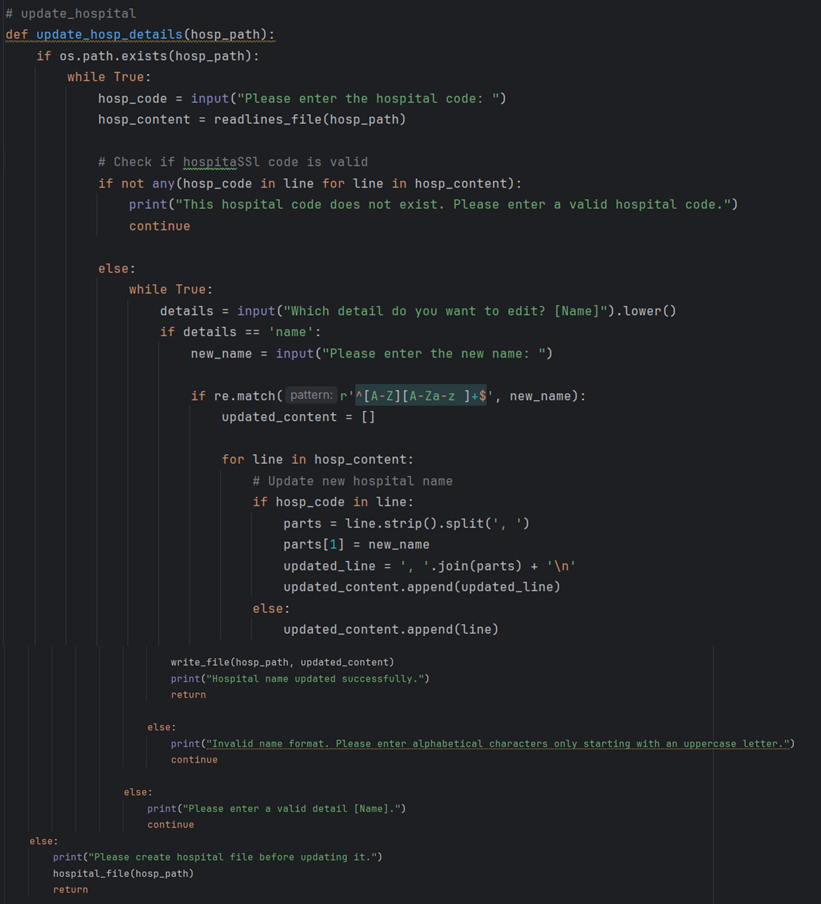 # update_hospital
def update_hosp_details(hosp_path):
    if os.path.exists(hosp_path):
        while True:
            hosp_code = input("Please enter the hospital code: ")
            hosp_content = readlines_file(hosp_path)

            # Check if hospitaSSl code is valid
            if not any(hosp_code in line for line in hosp_content):
                print("This hospital code does not exist. Please enter a valid hospital code.")
                continue

            else:
                while True:
                    details = input("Which detail do you want to edit? [Name]").lower()
                    if details == 'name':
                        new_name = input("Please enter the new name: ")

                        if re.match( pattern: r'^[A-Z][A-Za-z ]+$', new_name):
                            updated_content = []

                            for line in hosp_content:
                                # Update new hospital name
                                if hosp_code in line:
                                    parts = line.strip().split(', ')
                                    parts[1] = new_name
                                    updated_line = ', '.join(parts) + '\n'
                                    updated_content.append(updated_line)
                                else:
                                    updated_content.append(line)

                            write_file(hosp_path, updated_content)
                            print("Hospital name updated successfully.")
                            return

                        else:
                            print("Invalid name format. Please enter alphabetical characters only starting with an uppercase letter.")
                            continue

                    else:
                        print("Please enter a valid detail [Name].")
                        continue
    else:
        print("Please create hospital file before updating it.")
        hospital_file(hosp_path)
        return